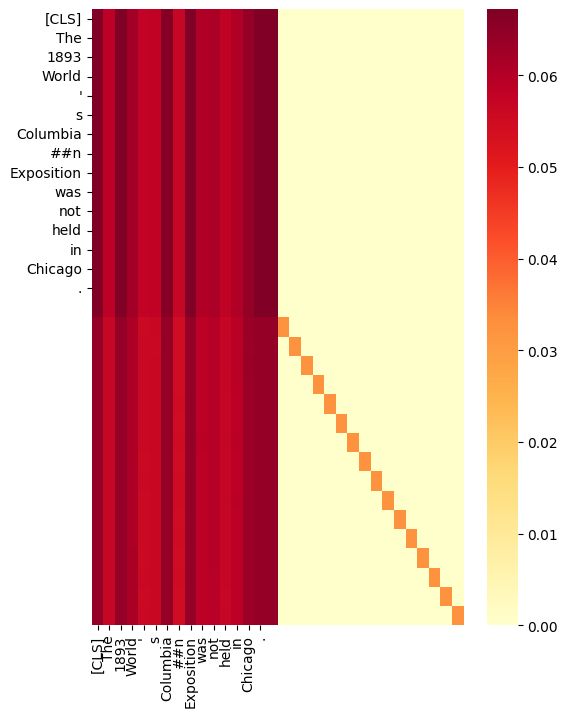 [CLS]
The
1893
World
'
s
Columbia
##n
Exposition
was
not
held
in
Chicago
.
0.06
0.05
0.04
0.03
0.02
0.01
0.00
[CLS]
The
1893
World
'
s
Columbia
##n
Exposition
was
not
held
in
Chicago
.